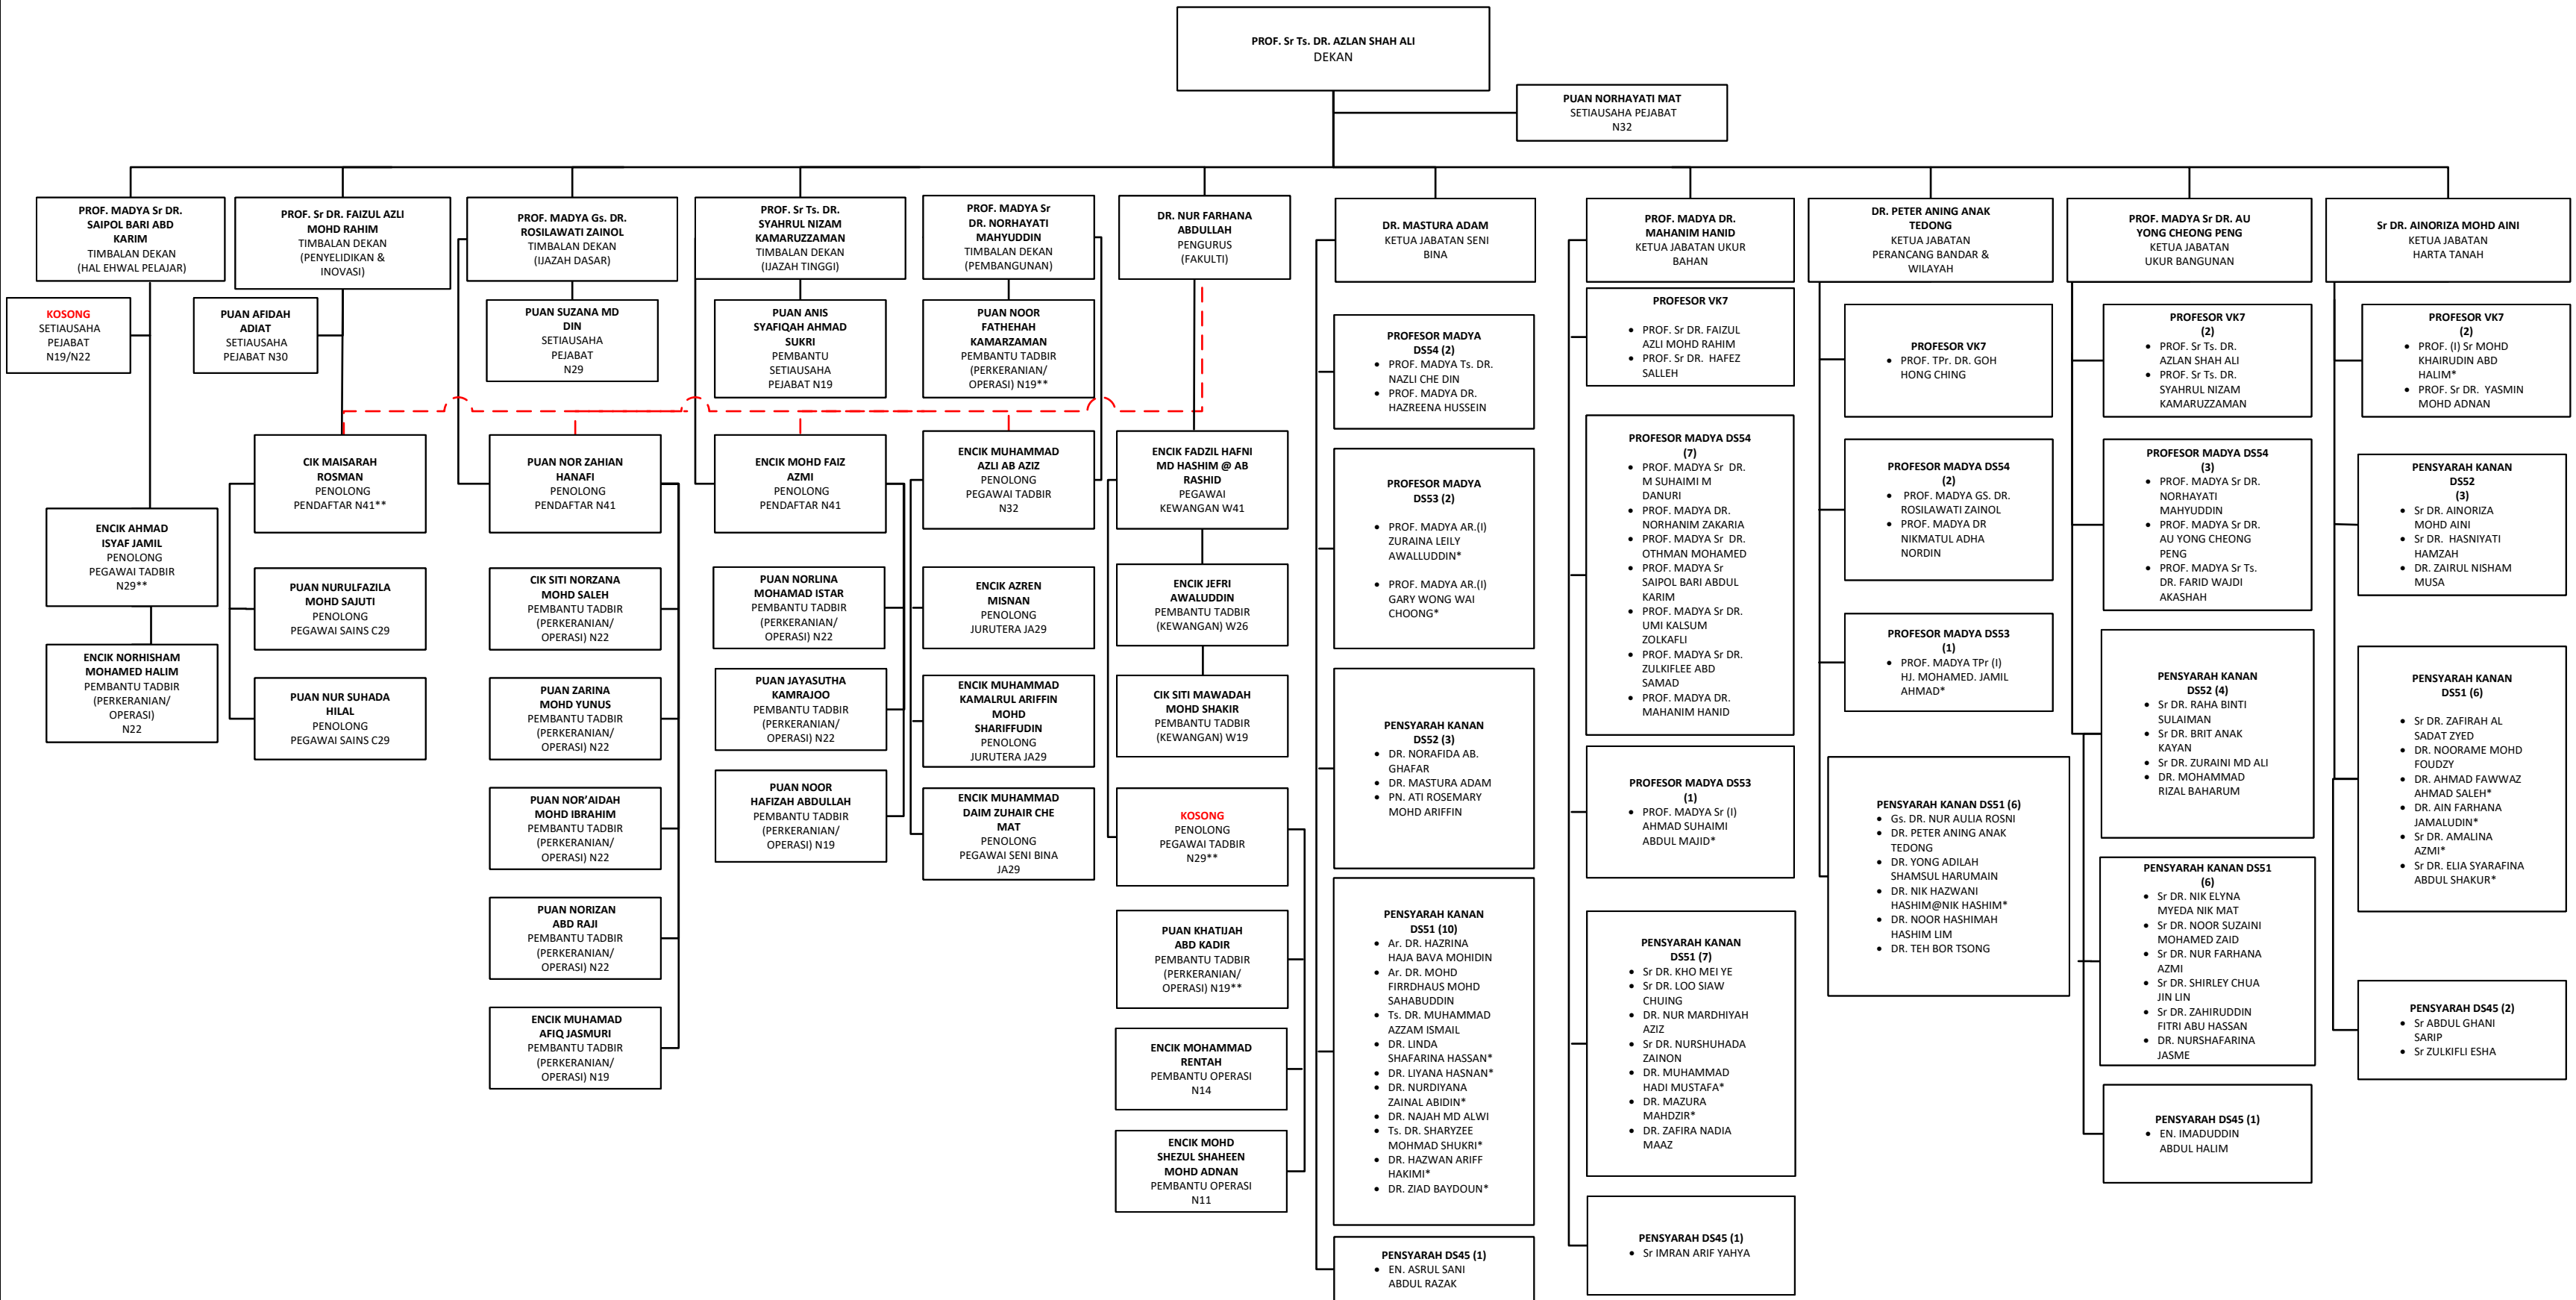 PROF. Sr Ts. DR. AZLAN SHAH ALI
DEKAN
PUAN NORHAYATI MAT
SETIAUSAHA PEJABAT
N32
PROF. MADYA Sr DR.
SAIPOL BARI ABD
KARIM
TIMBALAN DEKAN
(HAL EHWAL PELAJAR)
KOSONG
SETIAUSAHA
PEJABAT
N19/N22
ENCIK AHMAD
ISYAF JAMIL
PENOLONG
PEGAWAI TADBIR
N29**
ENCIK NORHISHAM
MOHAMED HALIM
PEMBANTU TADBIR
(PERKERANIAN/
OPERASI)
N22
PROF. Sr DR. FAIZUL AZLI
MOHD RAHIM
TIMBALAN DEKAN
(PENYELIDIKAN &
INOVASI)
PUAN AFIDAH
ADIAT
SETIAUSAHA
PEJABAT N30
CIK MAISARAH
ROSMAN
PENOLONG
PENDAFTAR N41**
PUAN NURULFAZILA
MOHD SAJUTI
PENOLONG
PEGAWAI SAINS C29
PUAN NUR SUHADA
HILAL
PENOLONG
PEGAWAI SAINS C29
PROF. MADYA Gs. DR.
ROSILAWATI ZAINOL
TIMBALAN DEKAN
(IJAZAH DASAR)
PUAN SUZANA MD
DIN
SETIAUSAHA
PEJABAT
N29
PUAN NOR ZAHIAN
HANAFI
PENOLONG
PENDAFTAR N41
CIK SITI NORZANA
MOHD SALEH
PEMBANTU TADBIR
(PERKERANIAN/
OPERASI) N22
PUAN ZARINA
MOHD YUNUS
PEMBANTU TADBIR
(PERKERANIAN/
OPERASI) N22
PUAN NOR’AIDAH
MOHD IBRAHIM
PEMBANTU TADBIR
(PERKERANIAN/
OPERASI) N22
PUAN NORIZAN
ABD RAJI
PEMBANTU TADBIR
(PERKERANIAN/
OPERASI) N22
ENCIK MUHAMAD
AFIQ JASMURI
PEMBANTU TADBIR
(PERKERANIAN/
OPERASI) N19
PROF. Sr Ts. DR.
SYAHRUL NIZAM
KAMARUZZAMAN
TIMBALAN DEKAN
(IJAZAH TINGGI)
PUAN ANIS
SYAFIQAH AHMAD
SUKRI
PEMBANTU
SETIAUSAHA
PEJABAT N19
ENCIK MOHD FAIZ
AZMI
PENOLONG
PENDAFTAR N41
PUAN NORLINA
MOHAMAD ISTAR
PEMBANTU TADBIR
(PERKERANIAN/
OPERASI) N22
PUAN JAYASUTHA
KAMRAJOO
PEMBANTU TADBIR
(PERKERANIAN/
OPERASI) N22
PUAN NOOR
HAFIZAH ABDULLAH
PEMBANTU TADBIR
(PERKERANIAN/
OPERASI) N19
PROF. MADYA Sr
DR. NORHAYATI
MAHYUDDIN
TIMBALAN DEKAN
(PEMBANGUNAN)
PUAN NOOR
FATHEHAH
KAMARZAMAN
PEMBANTU TADBIR
(PERKERANIAN/
OPERASI) N19**
ENCIK MUHAMMAD
AZLI AB AZIZ
PENOLONG
PEGAWAI TADBIR
N32
ENCIK AZREN
MISNAN
PENOLONG
JURUTERA JA29
ENCIK MUHAMMAD
KAMALRUL ARIFFIN
MOHD
SHARIFFUDIN
PENOLONG
JURUTERA JA29
ENCIK MUHAMMAD
DAIM ZUHAIR CHE
MAT
PENOLONG
PEGAWAI SENI BINA
JA29
DR. NUR FARHANA
ABDULLAH
PENGURUS
(FAKULTI)
ENCIK FADZIL HAFNI
MD HASHIM @ AB
RASHID
PEGAWAI
KEWANGAN W41
ENCIK JEFRI
AWALUDDIN
PEMBANTU TADBIR
(KEWANGAN) W26
CIK SITI MAWADAH
MOHD SHAKIR
PEMBANTU TADBIR
(KEWANGAN) W19
KOSONG
PENOLONG
PEGAWAI TADBIR
N29**
PUAN KHATIJAH
ABD KADIR
PEMBANTU TADBIR
(PERKERANIAN/
OPERASI) N19**
ENCIK MOHAMMAD
RENTAH
PEMBANTU OPERASI
N14
ENCIK MOHD
SHEZUL SHAHEEN
MOHD ADNAN
PEMBANTU OPERASI
N11
DR. MASTURA ADAM
KETUA JABATAN SENI
BINA
PROFESOR MADYA
DS54 (2)
• PROF. MADYA Ts. DR.
NAZLI CHE DIN
• PROF. MADYA DR.
HAZREENA HUSSEIN
PROFESOR MADYA
DS53 (2)
• PROF. MADYA AR.(I)
ZURAINA LEILY
AWALLUDDIN*
• PROF. MADYA AR.(I)
GARY WONG WAI
CHOONG*
PENSYARAH KANAN
DS52 (3)
• DR. NORAFIDA AB.
GHAFAR
• DR. MASTURA ADAM
• PN. ATI ROSEMARY
MOHD ARIFFIN
PENSYARAH KANAN
DS51 (10)
• Ar. DR. HAZRINA
HAJA BAVA MOHIDIN
• Ar. DR. MOHD
FIRRDHAUS MOHD
SAHABUDDIN
• Ts. DR. MUHAMMAD
AZZAM ISMAIL
• DR. LINDA
SHAFARINA HASSAN*
• DR. LIYANA HASNAN*
• DR. NURDIYANA
ZAINAL ABIDIN*
• DR. NAJAH MD ALWI
• Ts. DR. SHARYZEE
MOHMAD SHUKRI*
• DR. HAZWAN ARIFF
HAKIMI*
• DR. ZIAD BAYDOUN*
PENSYARAH DS45 (1)
• EN. ASRUL SANI
ABDUL RAZAK
PROF. MADYA DR.
MAHANIM HANID
KETUA JABATAN UKUR
BAHAN
PROFESOR VK7
• PROF. Sr DR. FAIZUL
AZLI MOHD RAHIM
• PROF. Sr DR. HAFEZ
SALLEH
PROFESOR MADYA DS54
(7)
• PROF. MADYA Sr DR.
M SUHAIMI M
DANURI
• PROF. MADYA DR.
NORHANIM ZAKARIA
• PROF. MADYA Sr DR.
OTHMAN MOHAMED
• PROF. MADYA Sr
SAIPOL BARI ABDUL
KARIM
• PROF. MADYA Sr DR.
UMI KALSUM
ZOLKAFLI
• PROF. MADYA Sr DR.
ZULKIFLEE ABD
SAMAD
• PROF. MADYA DR.
MAHANIM HANID
PROFESOR MADYA DS53
(1)
• PROF. MADYA Sr (I)
AHMAD SUHAIMI
ABDUL MAJID*
PENSYARAH KANAN
DS51 (7)
• Sr DR. KHO MEI YE
• Sr DR. LOO SIAW
CHUING
• DR. NUR MARDHIYAH
AZIZ
• Sr DR. NURSHUHADA
ZAINON
• DR. MUHAMMAD
HADI MUSTAFA*
• DR. MAZURA
MAHDZIR*
• DR. ZAFIRA NADIA
MAAZ
PENSYARAH DS45 (1)
• Sr IMRAN ARIF YAHYA
DR. PETER ANING ANAK
TEDONG
KETUA JABATAN
PERANCANG BANDAR &
WILAYAH
PROFESOR VK7
• PROF. TPr. DR. GOH
HONG CHING
PROFESOR MADYA DS54
(2)
• PROF. MADYA GS. DR.
ROSILAWATI ZAINOL
• PROF. MADYA DR
NIKMATUL ADHA
NORDIN
PROFESOR MADYA DS53
(1)
• PROF. MADYA TPr (I)
HJ. MOHAMED. JAMIL
AHMAD*
PENSYARAH KANAN DS51 (6)
• Gs. DR. NUR AULIA ROSNI
• DR. PETER ANING ANAK
TEDONG
• DR. YONG ADILAH
SHAMSUL HARUMAIN
• DR. NIK HAZWANI
HASHIM@NIK HASHIM*
• DR. NOOR HASHIMAH
HASHIM LIM
• DR. TEH BOR TSONG
PROF. MADYA Sr DR. AU
YONG CHEONG PENG
KETUA JABATAN
UKUR BANGUNAN
PROFESOR VK7
(2)
• PROF. Sr Ts. DR.
AZLAN SHAH ALI
• PROF. Sr Ts. DR.
SYAHRUL NIZAM
KAMARUZZAMAN
PROFESOR MADYA DS54
(3)
• PROF. MADYA Sr DR.
NORHAYATI
MAHYUDDIN
• PROF. MADYA Sr DR.
AU YONG CHEONG
PENG
• PROF. MADYA Sr Ts.
DR. FARID WAJDI
AKASHAH
PENSYARAH KANAN
DS52 (4)
• Sr DR. RAHA BINTI
SULAIMAN
• Sr DR. BRIT ANAK
KAYAN
• Sr DR. ZURAINI MD ALI
• DR. MOHAMMAD
RIZAL BAHARUM
PENSYARAH KANAN DS51
(6)
• Sr DR. NIK ELYNA
MYEDA NIK MAT
• Sr DR. NOOR SUZAINI
MOHAMED ZAID
• Sr DR. NUR FARHANA
AZMI
• Sr DR. SHIRLEY CHUA
JIN LIN
• Sr DR. ZAHIRUDDIN
FITRI ABU HASSAN
• DR. NURSHAFARINA
JASME
PENSYARAH DS45 (1)
• EN. IMADUDDIN
ABDUL HALIM
Sr DR. AINORIZA MOHD AINI
KETUA JABATAN
HARTA TANAH
PROFESOR VK7
(2)
• PROF. (I) Sr MOHD
KHAIRUDIN ABD
HALIM*
• PROF. Sr DR. YASMIN
MOHD ADNAN
PENSYARAH KANAN
DS52
(3)
• Sr DR. AINORIZA
MOHD AINI
• Sr DR. HASNIYATI
HAMZAH
• DR. ZAIRUL NISHAM
MUSA
PENSYARAH KANAN
DS51 (6)
• Sr DR. ZAFIRAH AL
SADAT ZYED
• DR. NOORAME MOHD
FOUDZY
• DR. AHMAD FAWWAZ
AHMAD SALEH*
• DR. AIN FARHANA
JAMALUDIN*
• Sr DR. AMALINA
AZMI*
• Sr DR. ELIA SYARAFINA
ABDUL SHAKUR*
PENSYARAH DS45 (2)
• Sr ABDUL GHANI
SARIP
• Sr ZULKIFLI ESHA